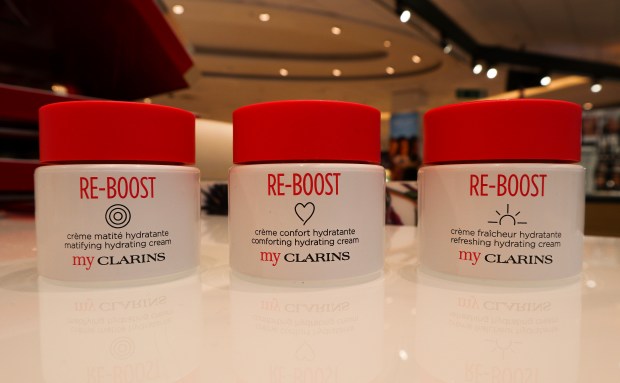 RE-BOOST
crème matité hydratante
matifying hydrating cream
my CLARINS
RE-BOOST
crème confort hydratante
comforting hydrating cream
my CLARINS
RE-BOOST
crème fraîcheur hydratante
refreshing hydrating cream
my CLARINS